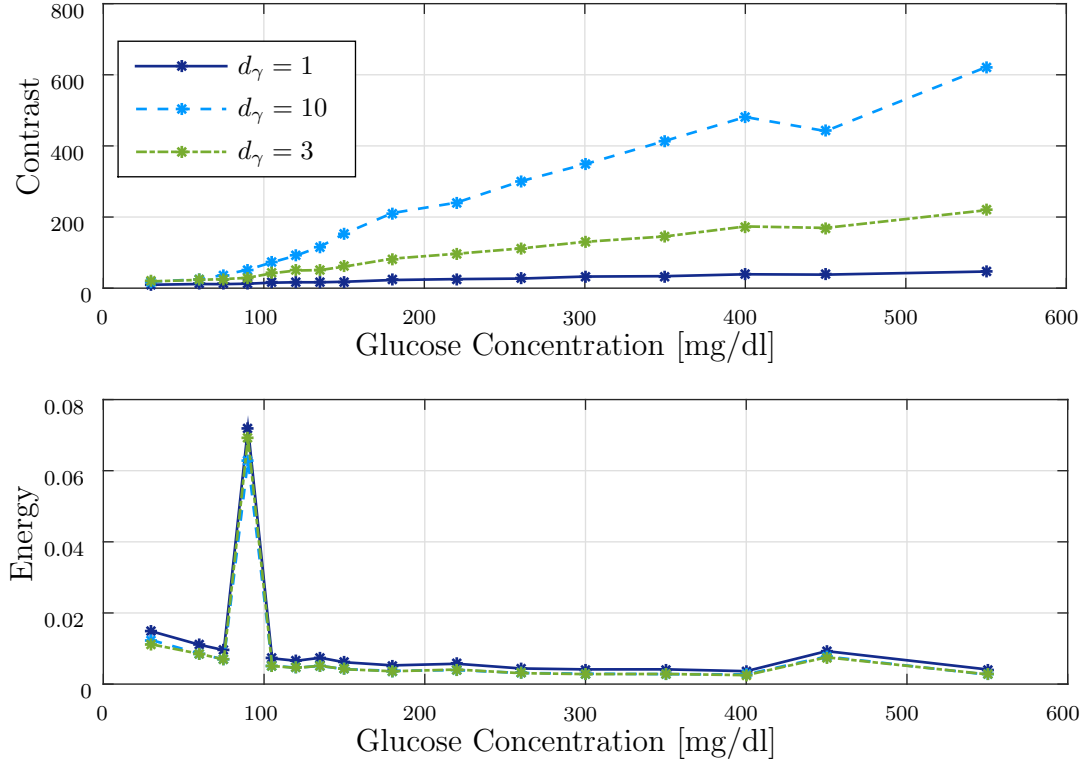 800
600
400
200
0
Contrast
d_γ = 1
d_γ = 10
d_γ = 3
0 100 200 300 400 500 600
Glucose Concentration [mg/dl]
0.08
0.06
0.04
0.02
0
Energy
0 100 200 300 400 500 600
Glucose Concentration [mg/dl]